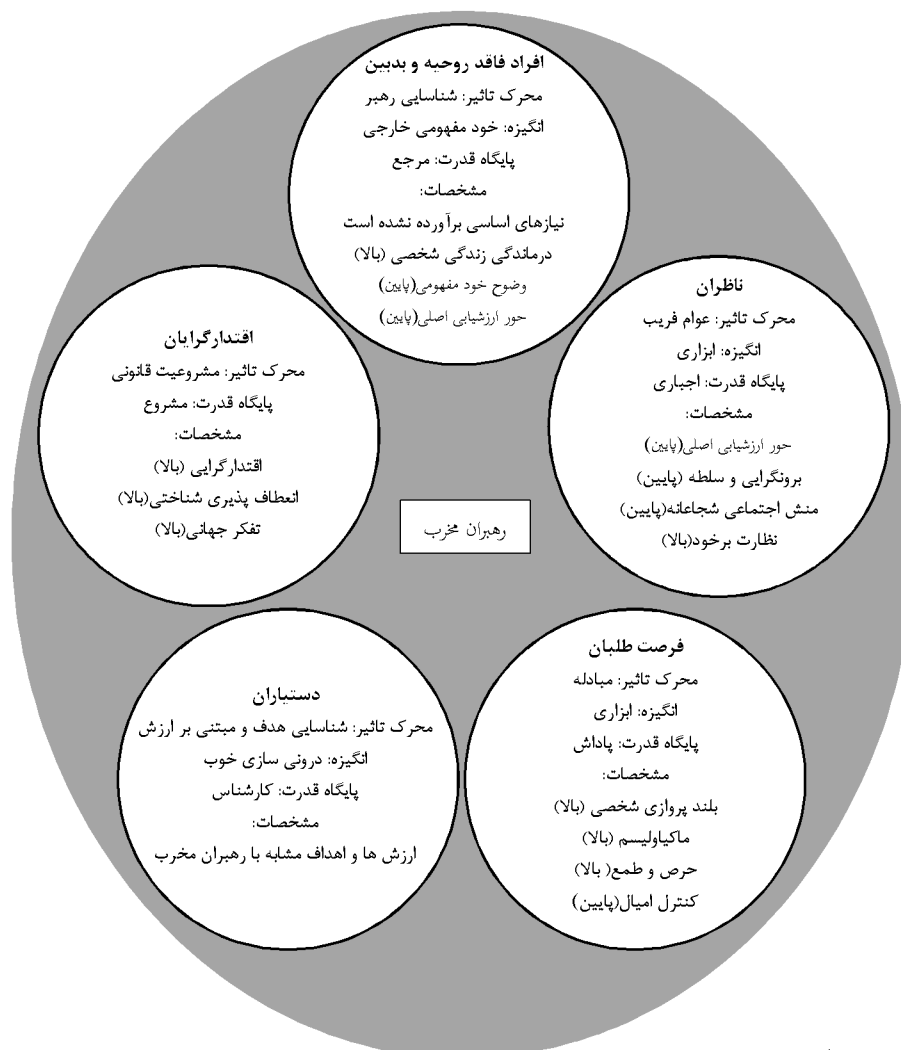 افراد فاقد روحیه و بدبین
محرک تاثیر: شناسایی رهبر
انگیزه: خود مفهومی خارجی
پایگاه قدرت: مرجع
مشخصات:
نیازهای اساسی برآورده نشده است
درماندگی زندگی شخصی (بالا)
وضوح خود مفهومی(پایین)
حور ارزشیابی اصلی(پایین)
ناظران
محرک تاثیر: عوام فریب
انگیزه: ابزاری
پایگاه قدرت: اجباری
مشخصات:
حور ارزشیابی اصلی(پایین)
برونگرایی و سلطه (پایین)
منش اجتماعی شجاعانه(پایین)
نظارت برخود(بالا)
اقتدارگرایان
محرک تاثیر: مشروعیت قانونی
پایگاه قدرت: مشروع
مشخصات:
اقتدارگرایی (بالا)
انعطاف پذیری شناختی(بالا)
تفکر جهانی(بالا)
رهبران مخرب
فرصت طلبان
محرک تاثیر: مبادله
انگیزه: ابزاری
پایگاه قدرت: پاداش
مشخصات:
بلند پروازی شخصی (بالا)
ماکیاولیسم (بالا)
حرص و طمع( بالا)
کنترل امیال(پایین)
دستیاران
محرک تاثیر: شناسایی هدف و مبتنی بر ارزش
انگیزه: درونی سازی خوب
پایگاه قدرت: کارشناس
مشخصات:
ارزش ها و اهداف مشابه با رهبران مخرب